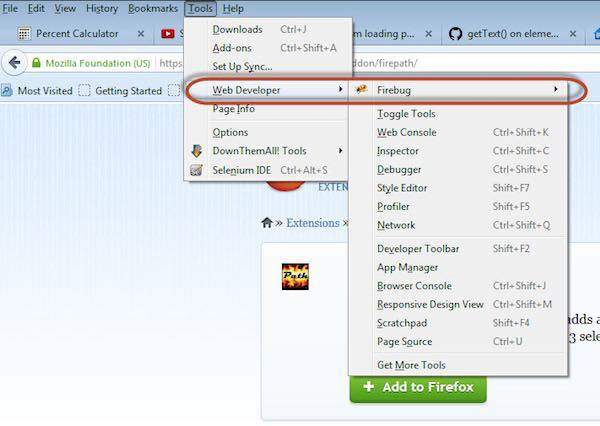 File Edit View History Bookmarks Tools Help
Percent Calculator
m loading p...
getText() on eleme...
Mozilla Foundation (US)
https:
ddon/firepath/
Most Visited
Getting Started
Downloads Ctrl+J
Add-ons Ctrl+Shift+A
Set Up Sync...
Web Developer
Page Info
Options
DownThemAll! Tools
Selenium IDE Ctrl+Alt+S
Firebug
Toggle Tools
Web Console Ctrl+Shift+K
Inspector Ctrl+Shift+C
Debugger Ctrl+Shift+S
Style Editor Shift+F7
Profiler Shift+F5
Network Ctrl+Shift+Q
Developer Toolbar Shift+F2
App Manager
Browser Console Ctrl+Shift+J
Responsive Design View Ctrl+Shift+M
Scratchpad Shift+F4
Page Source Ctrl+U
Get More Tools
EXTEN
» Extensions »
Path
adds a
3 sele
+ Add to Firefox